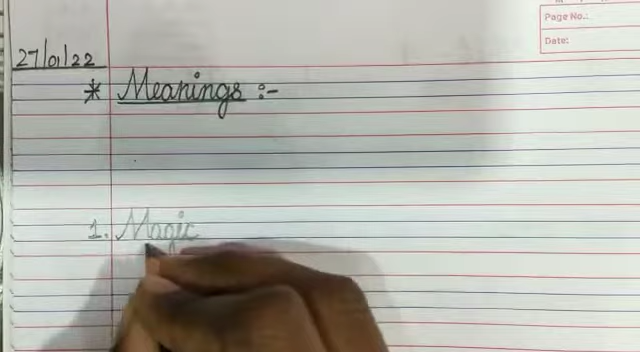 Page No.:
Date:
27/01/22
* Meanings :-
1. Magic